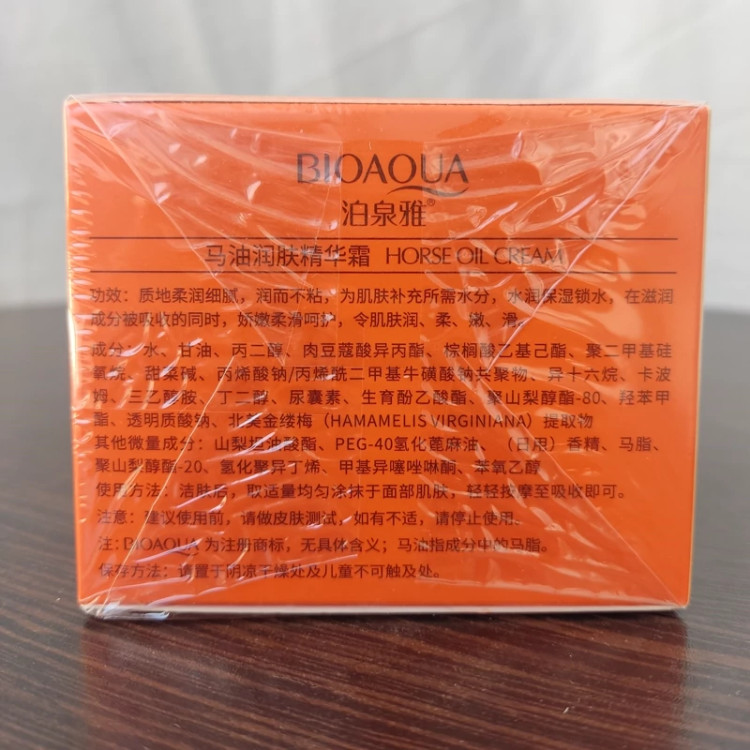 BIOAQUA
泊泉雅®
马油润肤精华霜 HORSE OIL CREAM
功效：质地柔润细腻，润而不粘，为肌肤补充所需水分，水润保湿锁水，在滋润
成分被吸收的同时，娇嫩柔滑呵护，令肌肤润、柔、嫩、滑。
成分：水、甘油、丙二醇、肉豆蔻酸异丙酯、棕榈酸乙基己酯、聚二甲基硅
氧烷、甜菜碱、丙烯酸钠/丙烯酰二甲基牛磺酸钠共聚物、异十六烷、卡波
姆、三乙醇胺、丁二醇、尿囊素、生育酚乙酸酯、聚山梨醇酯-80、羟苯甲
酯、透明质酸钠、北美金缕梅（HAMAMELIS VIRGINIANA）提取物
其他微量成分：山梨坦油酸酯、PEG-40氢化蓖麻油、（日用）香精、马脂、
聚山梨醇酯-20、氢化聚异丁烯、甲基异噻唑啉酮、苯氧乙醇
使用方法：洁肤后，取适量均匀涂抹于面部肌肤，轻轻按摩至吸收即可。
注意：建议使用前，请做皮肤测试，如有不适，请停止使用。
注：BIOAQUA 为注册商标，无具体含义；马油指成分中的马脂。
保存方法：请置于阴凉干燥处及儿童不可触及处。